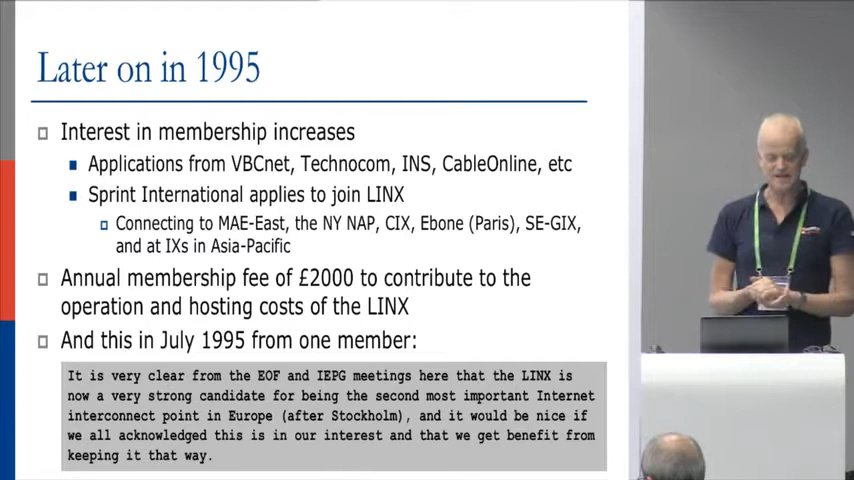 Later on in 1995
Interest in membership increases
Applications from VBCnet, Technocom, INS, CableOnline, etc
Sprint International applies to join LINX
Connecting to MAE-East, the NY NAP, CIX, Ebone (Paris), SE-GIX,
and at IXs in Asia-Pacific
Annual membership fee of £2000 to contribute to the
operation and hosting costs of the LINX
And this in July 1995 from one member:
It is very clear from the EOF and IEPG meetings here that the LINX is
now a very strong candidate for being the second most important Internet
interconnect point in Europe (after Stockholm), and it would be nice if
we all acknowledged this is in our interest and that we get benefit from
keeping it that way.